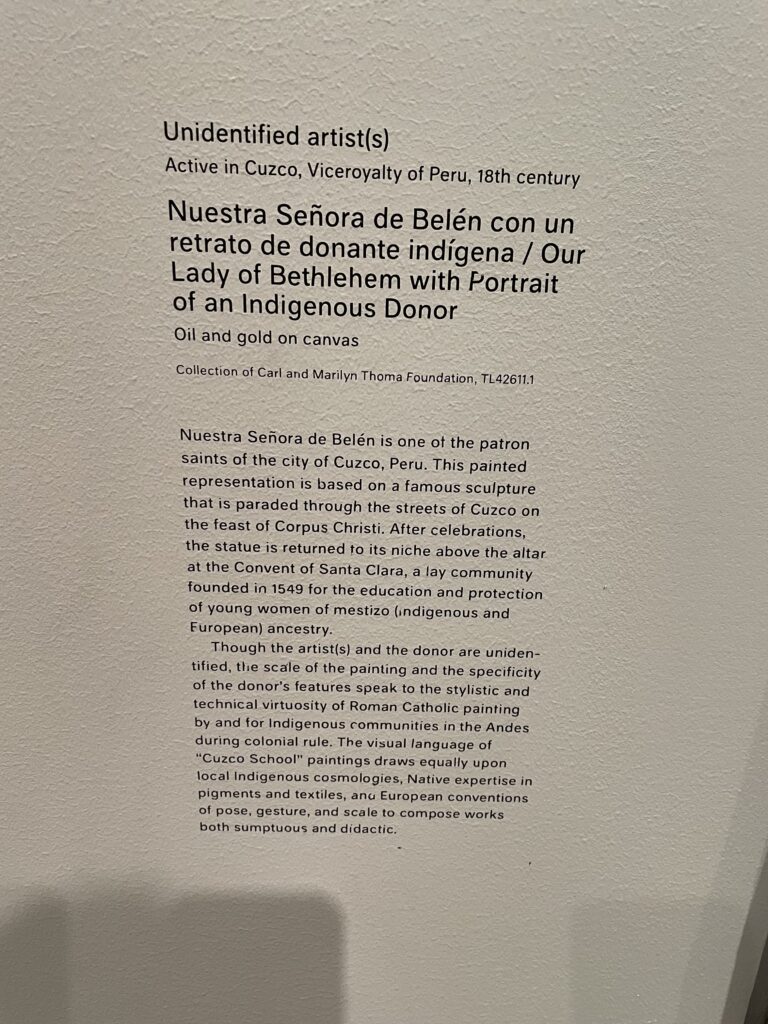 Unidentified artist(s)
Active in Cuzco, Viceroyalty of Peru, 18th century
Nuestra Señora de Belén con un
retrato de donante indígena / Our
Lady of Bethlehem with Portrait
of an Indigenous Donor
Oil and gold on canvas
Collection of Carl and Marilyn Thoma Foundation, TL42611.1
Nuestra Señora de Belén is one of the patron
saints of the city of Cuzco, Peru. This painted
representation is based on a famous sculpture
that is paraded through the streets of Cuzco on
the feast of Corpus Christi. After celebrations,
the statue is returned to its niche above the altar
at the Convent of Santa Clara, a lay community
founded in 1549 for the education and protection
of young women of mestizo (indigenous and
European) ancestry.
Though the artist(s) and the donor are uniden-
tified, the scale of the painting and the specificity
of the donor's features speak to the stylistic and
technical virtuosity of Roman Catholic painting
by and for Indigenous communities in the Andes
during colonial rule. The visual language of
“Cuzco School” paintings draws equally upon
local Indigenous cosmologies, Native expertise in
pigments and textiles, and European conventions
of pose, gesture, and scale to compose works
both sumptuous and didactic.